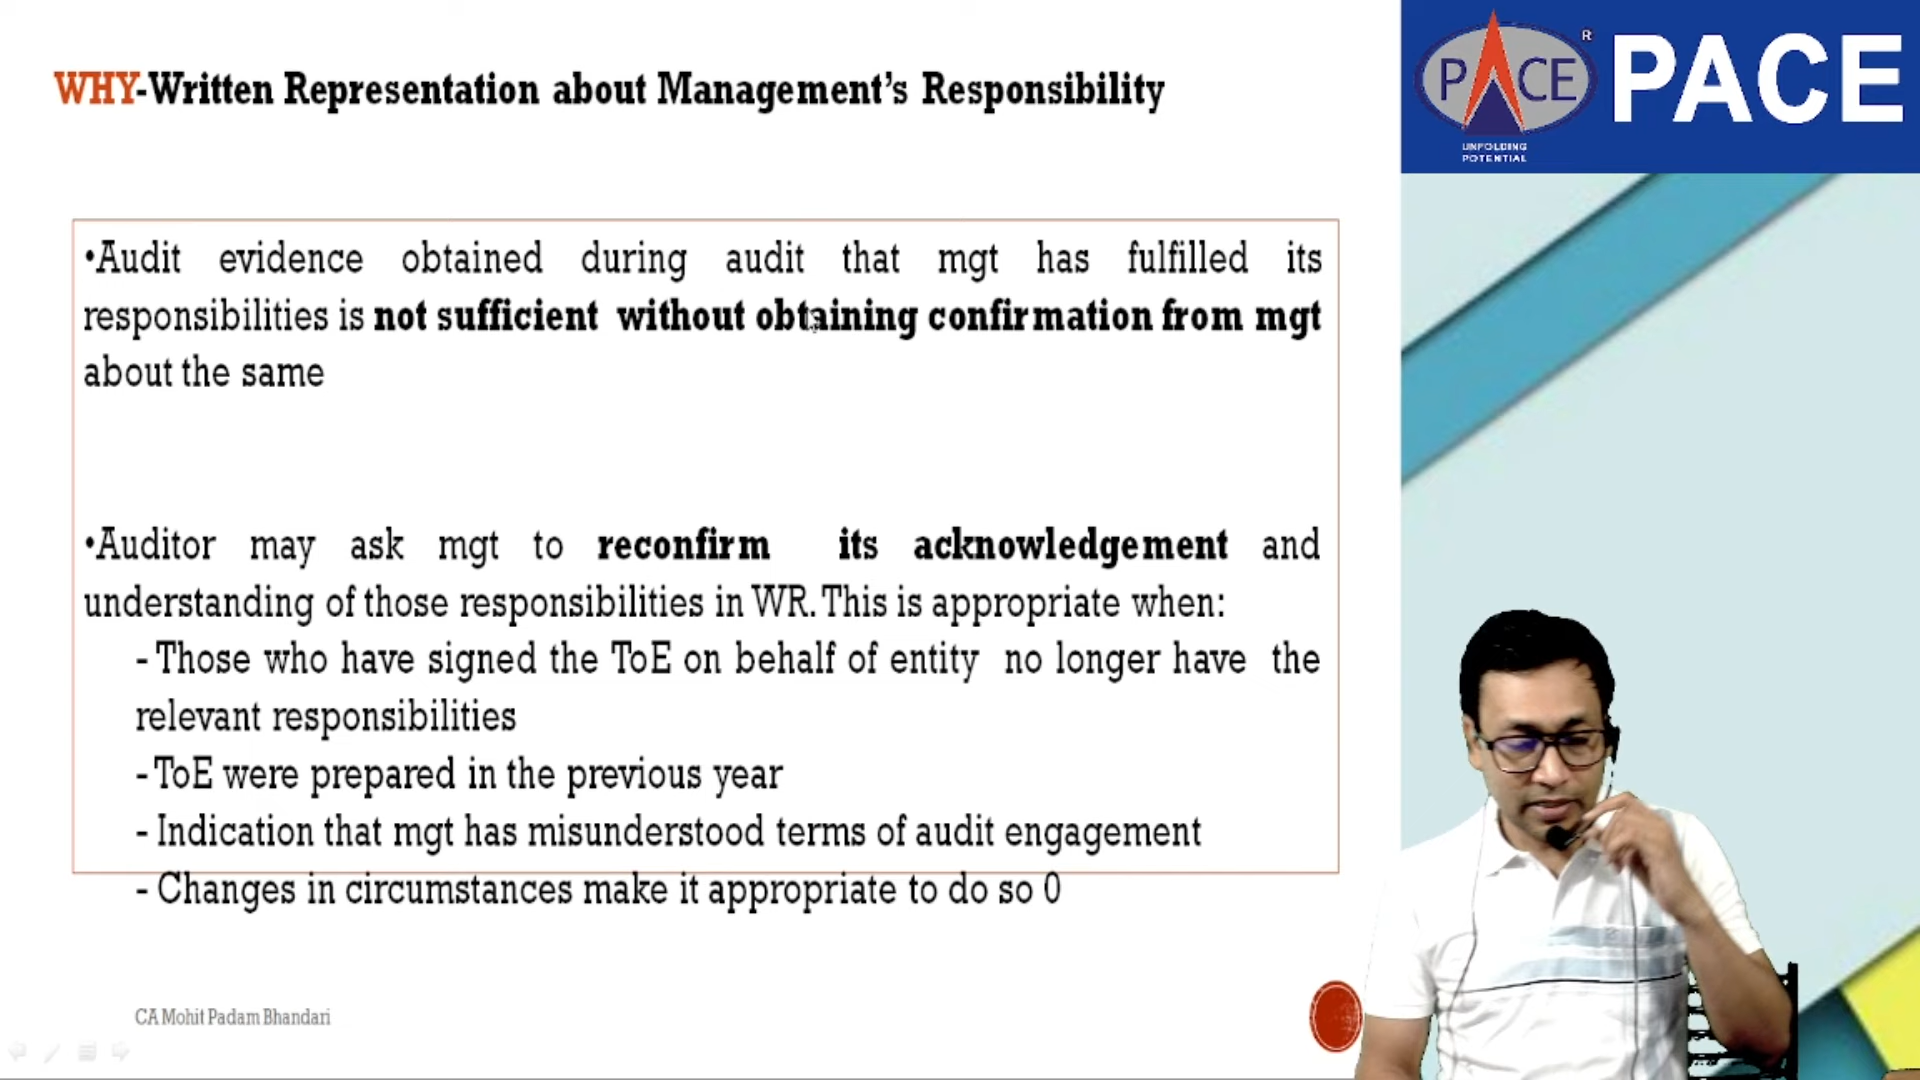 WHY-Written Representation about Management's Responsibility
PACE
R
PACE
UNFOLDING
POTENTIAL
•Audit evidence obtained during audit that mgt has fulfilled its
responsibilities is not sufficient without obtaining confirmation from mgt
about the same
•Auditor may ask mgt to reconfirm its acknowledgement and
understanding of those responsibilities in WR. This is appropriate when:
- Those who have signed the ToE on behalf of entity no longer have the
relevant responsibilities
- ToE were prepared in the previous year
- Indication that mgt has misunderstood terms of audit engagement
- Changes in circumstances make it appropriate to do so 0
CA Mohit Padam Bhandari